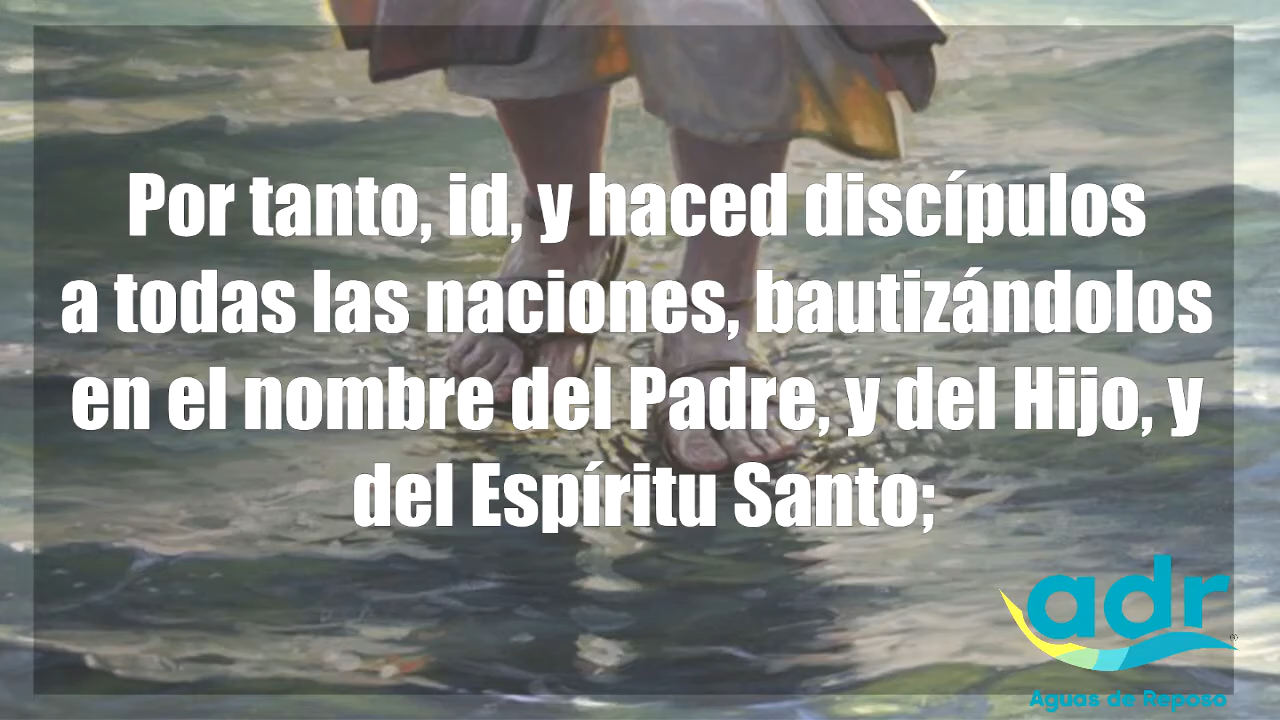 Por tanto, id, y haced discípulos
a todas las naciones, bautizándolos
en el nombre del Padre, y del Hijo, y
del Espíritu Santo;
adr
®
Aguas de Reposo